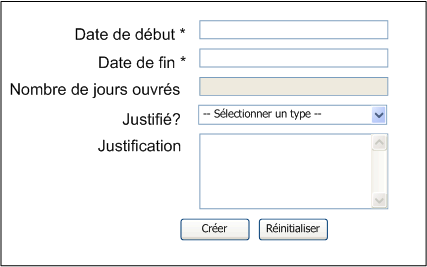 Date de début *
Date de fin *
Nombre de jours ouvrés
Justifié? -- Sélectionner un type --
Justification
Créer Réinitialiser